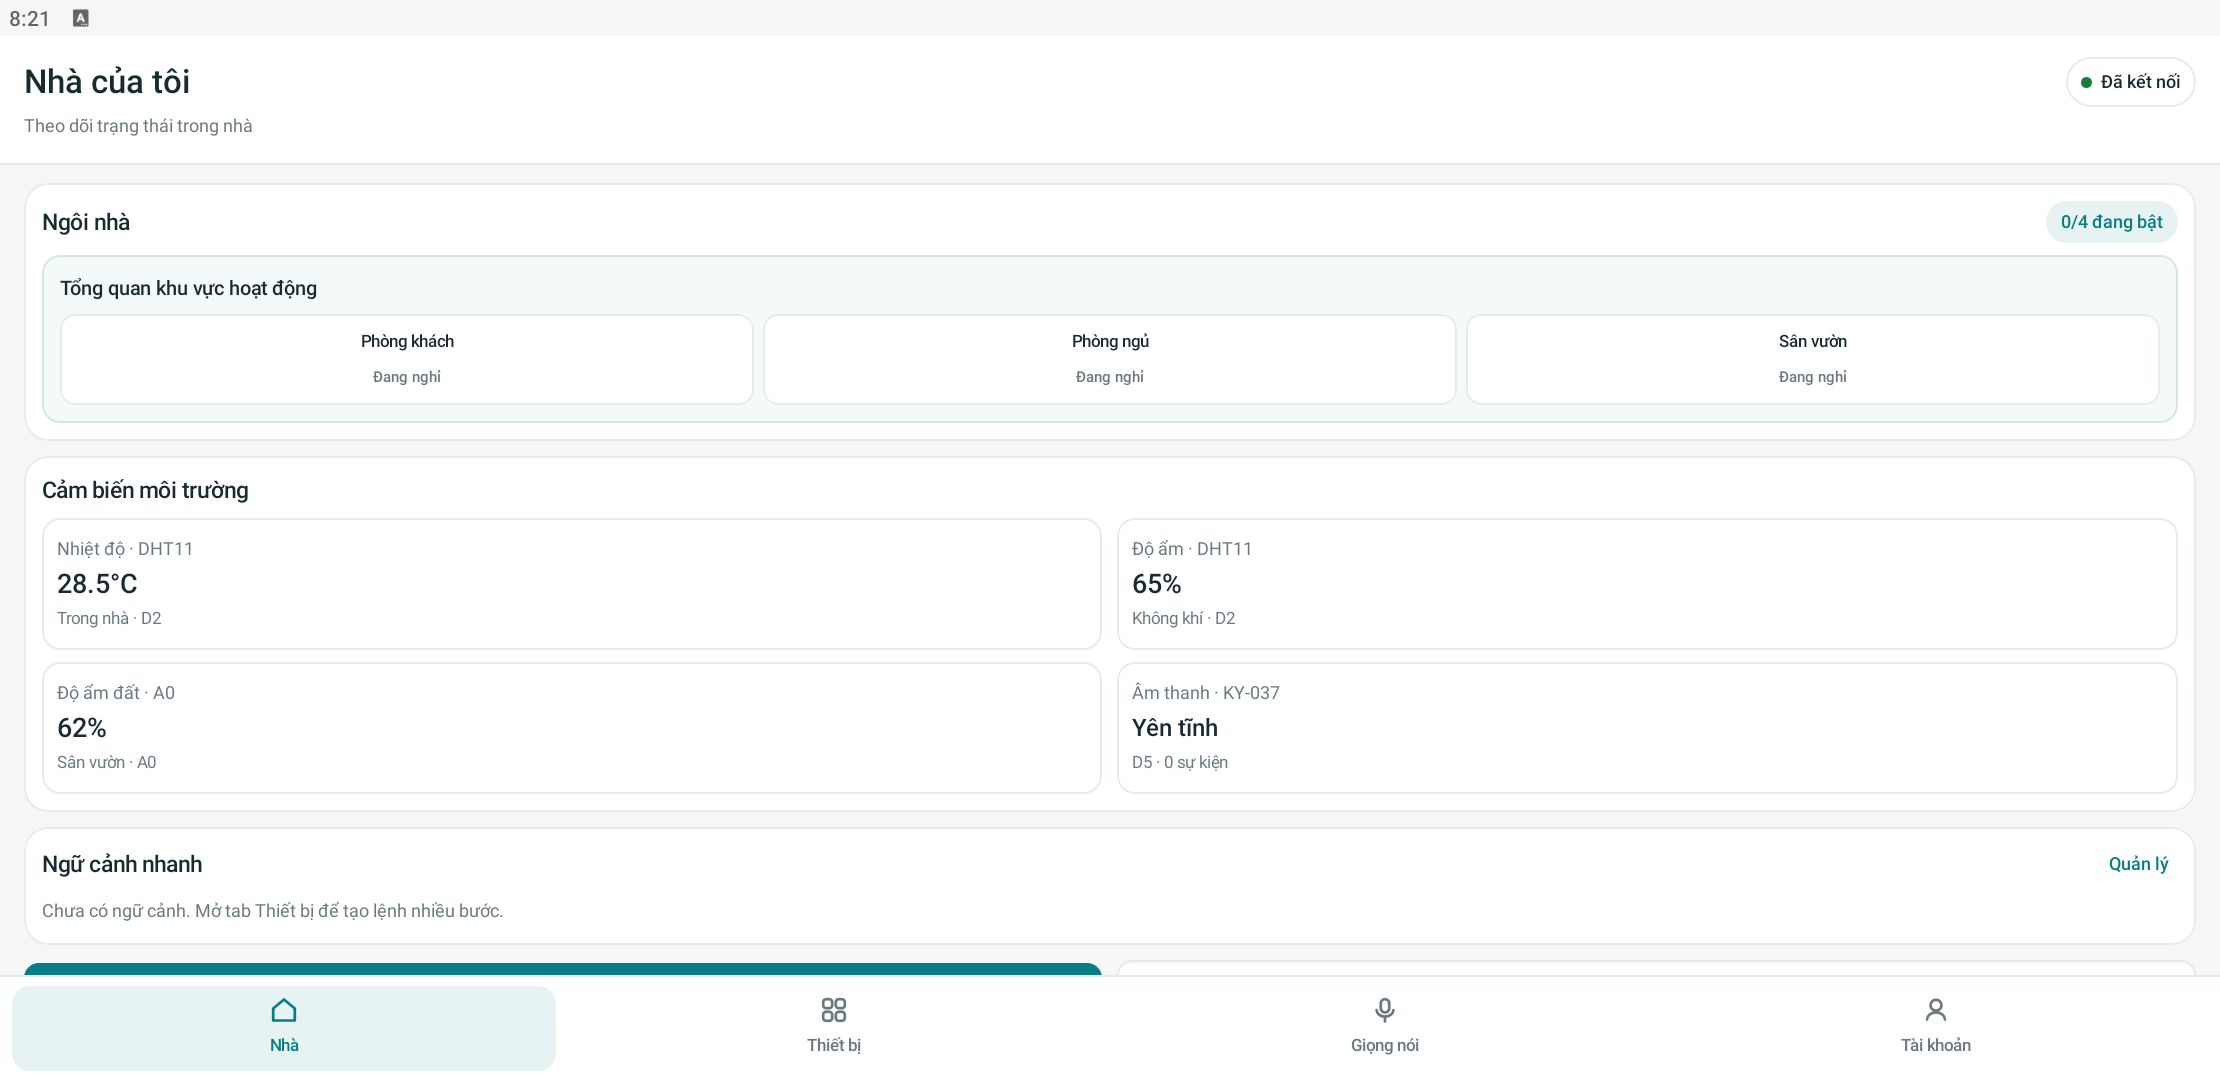 8:21
A
Nhà của tôi
Đã kết nối
Theo dõi trạng thái trong nhà
Ngôi nhà
0/4 đang bật
Tổng quan khu vực hoạt động
Phòng khách
Đang nghỉ
Phòng ngủ
Đang nghỉ
Sân vườn
Đang nghỉ
Cảm biến môi trường
Nhiệt độ · DHT11
28.5°C
Trong nhà · D2
Độ ẩm · DHT11
65%
Không khí · D2
Độ ẩm đất · A0
62%
Sân vườn · A0
Âm thanh · KY-037
Yên tĩnh
D5 · 0 sự kiện
Ngữ cảnh nhanh
Quản lý
Chưa có ngữ cảnh. Mở tab Thiết bị để tạo lệnh nhiều bước.
Nhà
Thiết bị
Giọng nói
Tài khoản